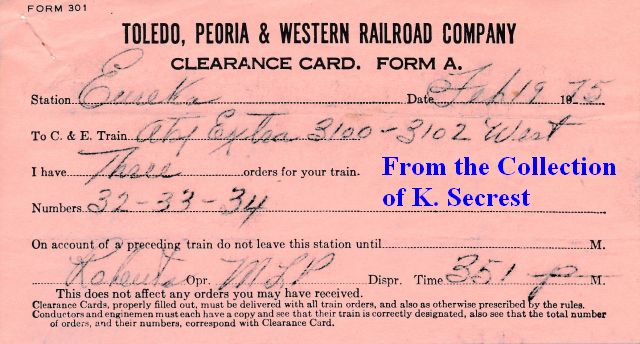 FORM 301
TOLEDO, PEORIA & WESTERN RAILROAD COMPANY
CLEARANCE CARD. FORM A.
Station Eureka Date Feb 19 1975
To C. & E. Train Extra 3100-3102 West
I have Three orders for your train.
Numbers 32-33-34
From the Collection
of K. Secrest
On account of a preceding train do not leave this station until M.
Roberts Opr. MLP Dispr. Time 351 p M.
This does not affect any orders you may have received.
Clearance Cards, properly filled out, must be delivered with all train orders, and also as otherwise prescribed by the rules.
Conductors and enginemen must each have a copy and see that their train is correctly designated, also see that the total number
of orders, and their numbers, correspond with Clearance Card.